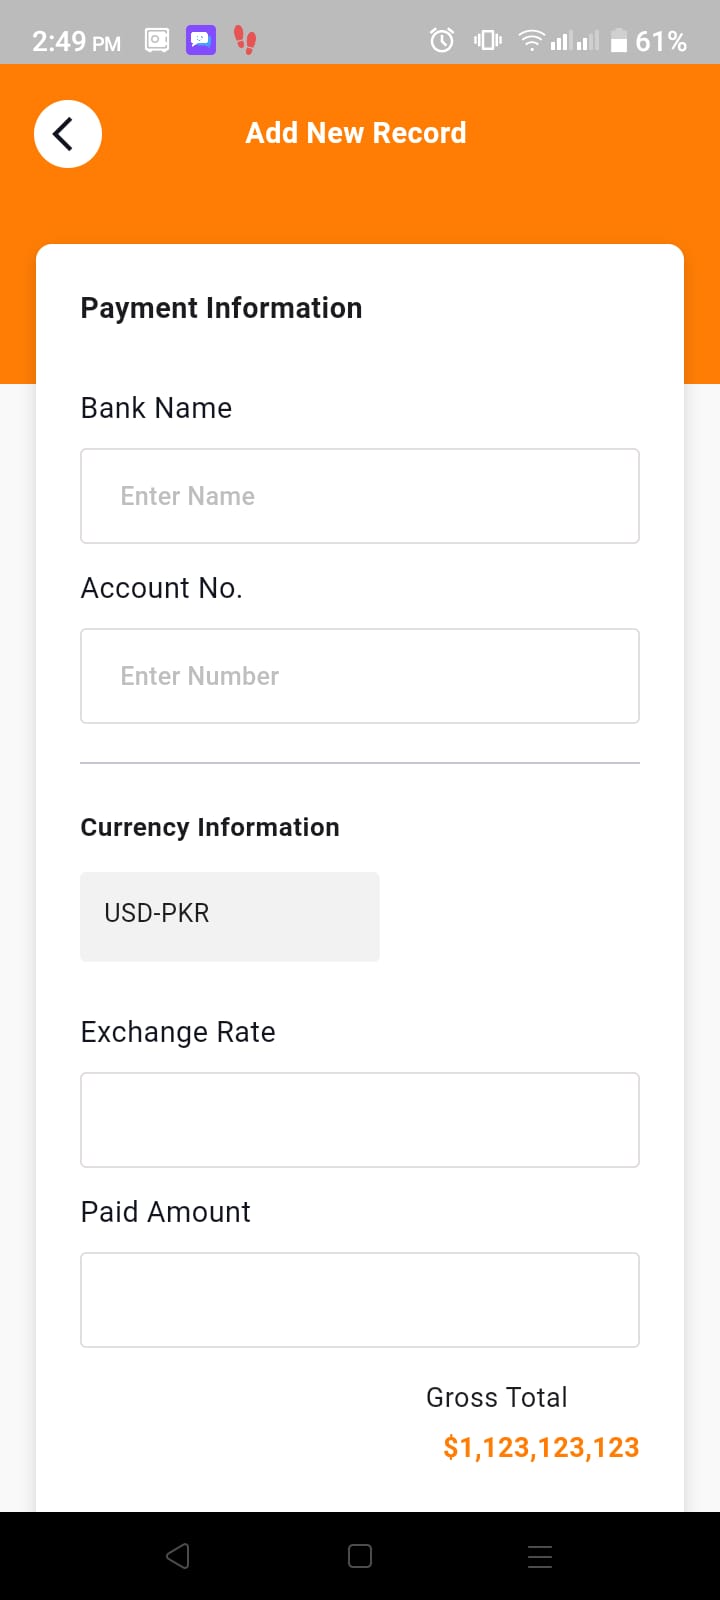 2:49 PM
61%
Add New Record
Payment Information
Bank Name
Enter Name
Account No.
Enter Number
Currency Information
USD-PKR
Exchange Rate
Paid Amount
Gross Total
$1,123,123,123